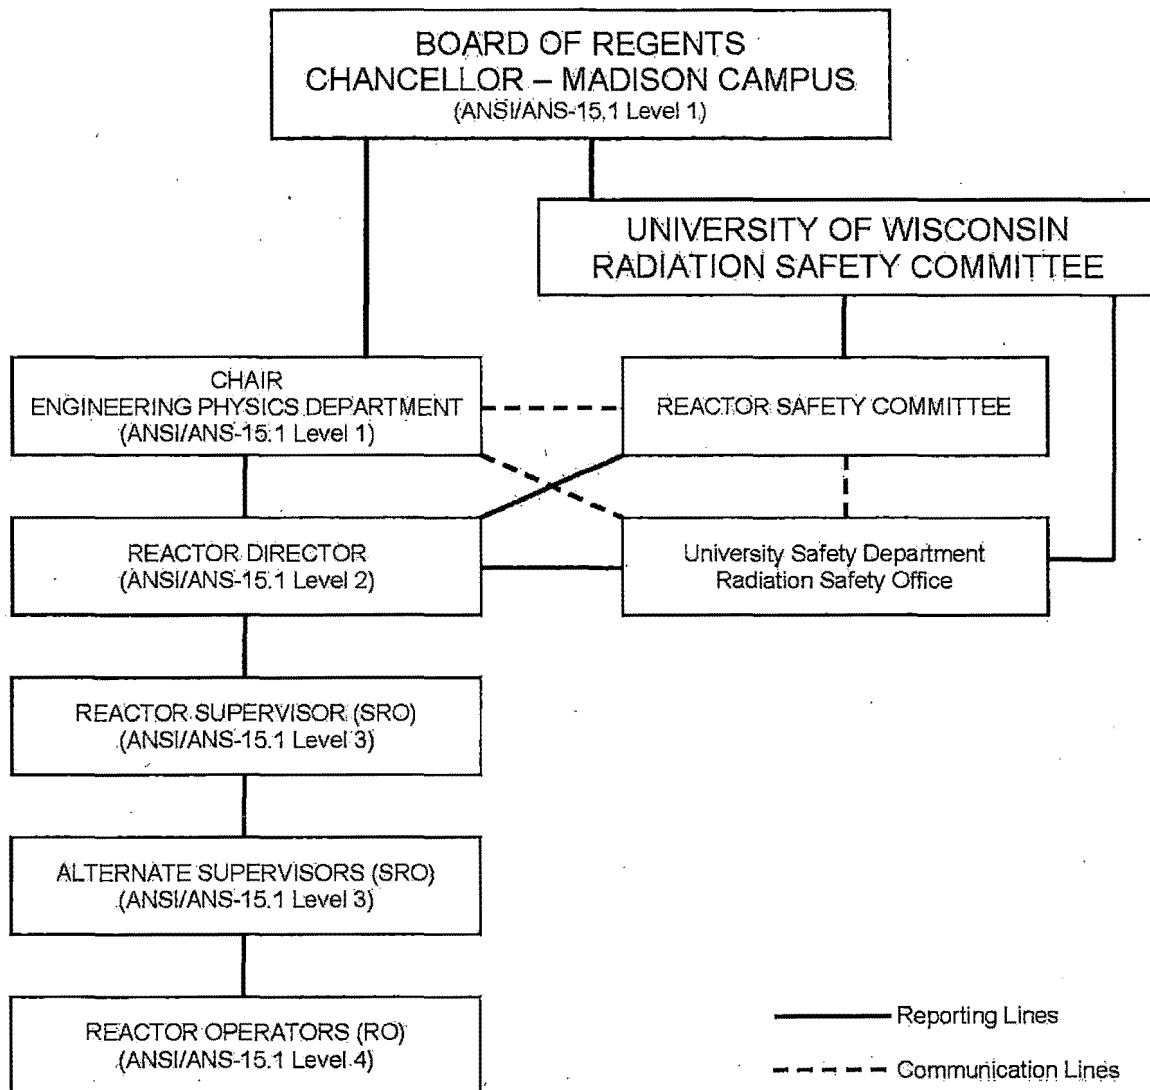 BOARD OF REGENTS
CHANCELLOR – MADISON CAMPUS
(ANSI/ANS-15.1 Level 1)
UNIVERSITY OF WISCONSIN
RADIATION SAFETY COMMITTEE
CHAIR
ENGINEERING PHYSICS DEPARTMENT
(ANSI/ANS-15.1 Level 1)
REACTOR SAFETY COMMITTEE
REACTOR DIRECTOR
(ANSI/ANS-15.1 Level 2)
University Safety Department
Radiation Safety Office
REACTOR SUPERVISOR (SRO)
(ANSI/ANS-15.1 Level 3)
ALTERNATE SUPERVISORS (SRO)
(ANSI/ANS-15.1 Level 3)
REACTOR OPERATORS (RO)
(ANSI/ANS-15.1 Level 4)
Reporting Lines
Communication Lines